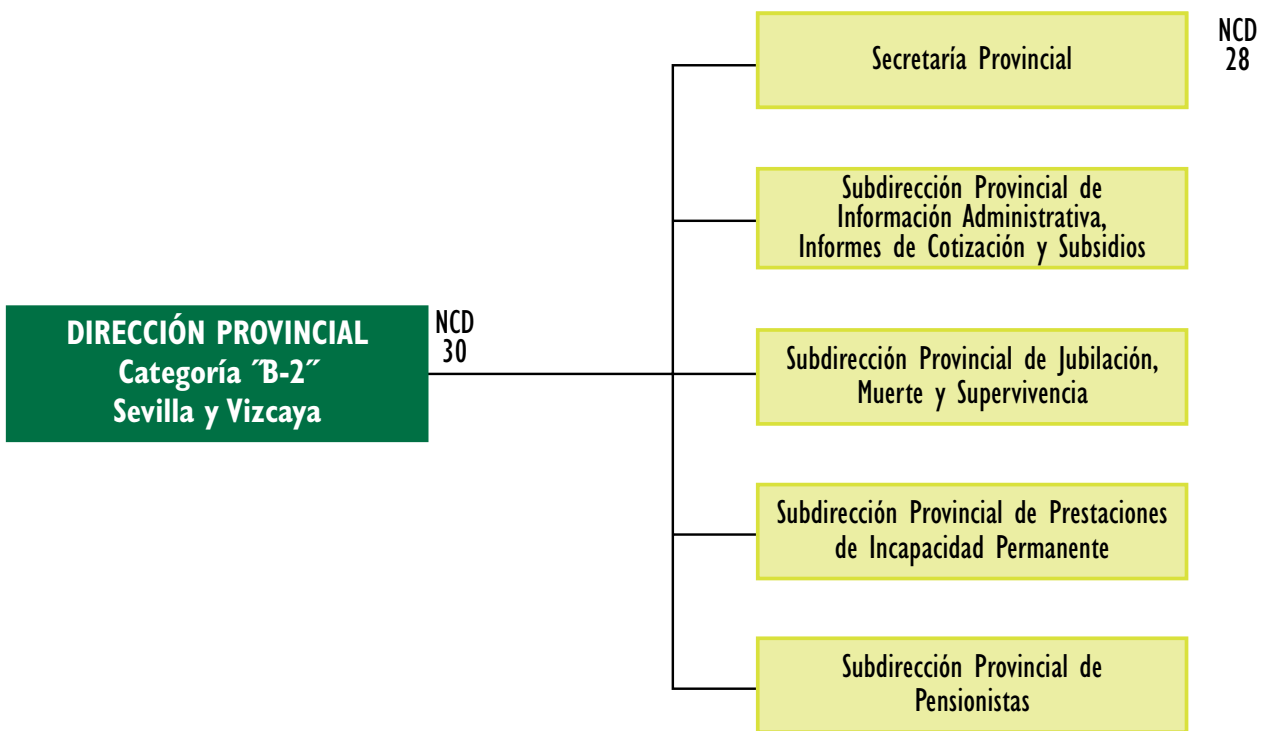 DIRECCIÓN PROVINCIAL
Categoría ˝B-2˝
Sevilla y Vizcaya
NCD
30
Secretaría Provincial
NCD
28
Subdirección Provincial de
Información Administrativa,
Informes de Cotización y Subsidios
Subdirección Provincial de Jubilación,
Muerte y Supervivencia
Subdirección Provincial de Prestaciones
de Incapacidad Permanente
Subdirección Provincial de
Pensionistas